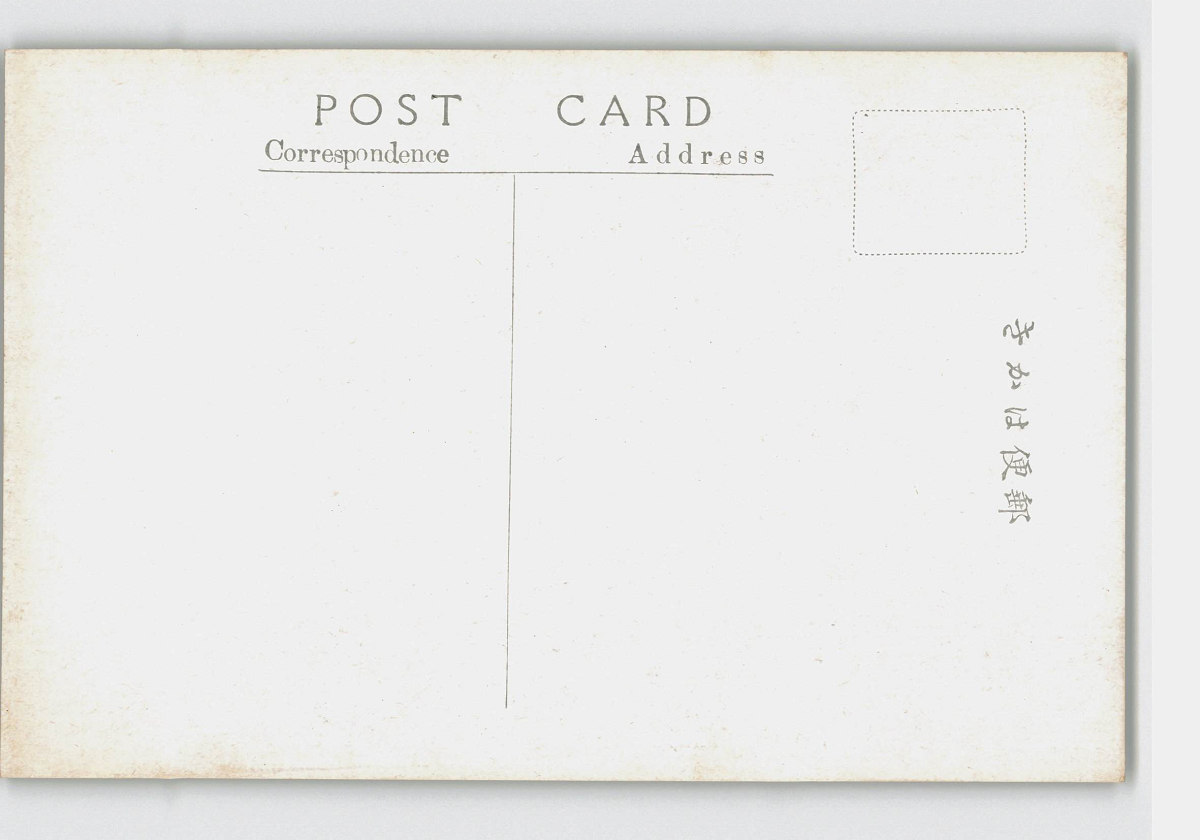 POST CARD
Correspondence Address
郵便はかき